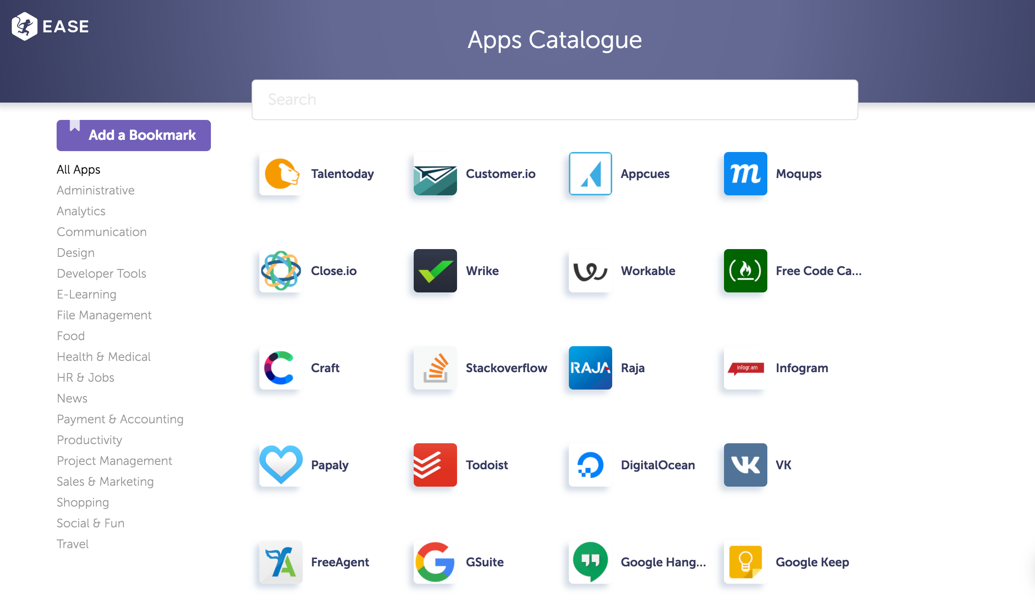 EASE
Apps Catalogue
Search
Add a Bookmark
All Apps
Administrative
Analytics
Communication
Design
Developer Tools
E-Learning
File Management
Food
Health & Medical
HR & Jobs
News
Payment & Accounting
Productivity
Project Management
Sales & Marketing
Shopping
Social & Fun
Travel
Talentoday
Customer.io
Appcues
m
Moqups
Close.io
Wrike
Workable
Free Code Ca...
Craft
Stackoverflow
RAJA
Raja
infogr.am
Infogram
Papaly
Todoist
DigitalOcean
VK
FreeAgent
G
GSuite
Google Hang...
Google Keep